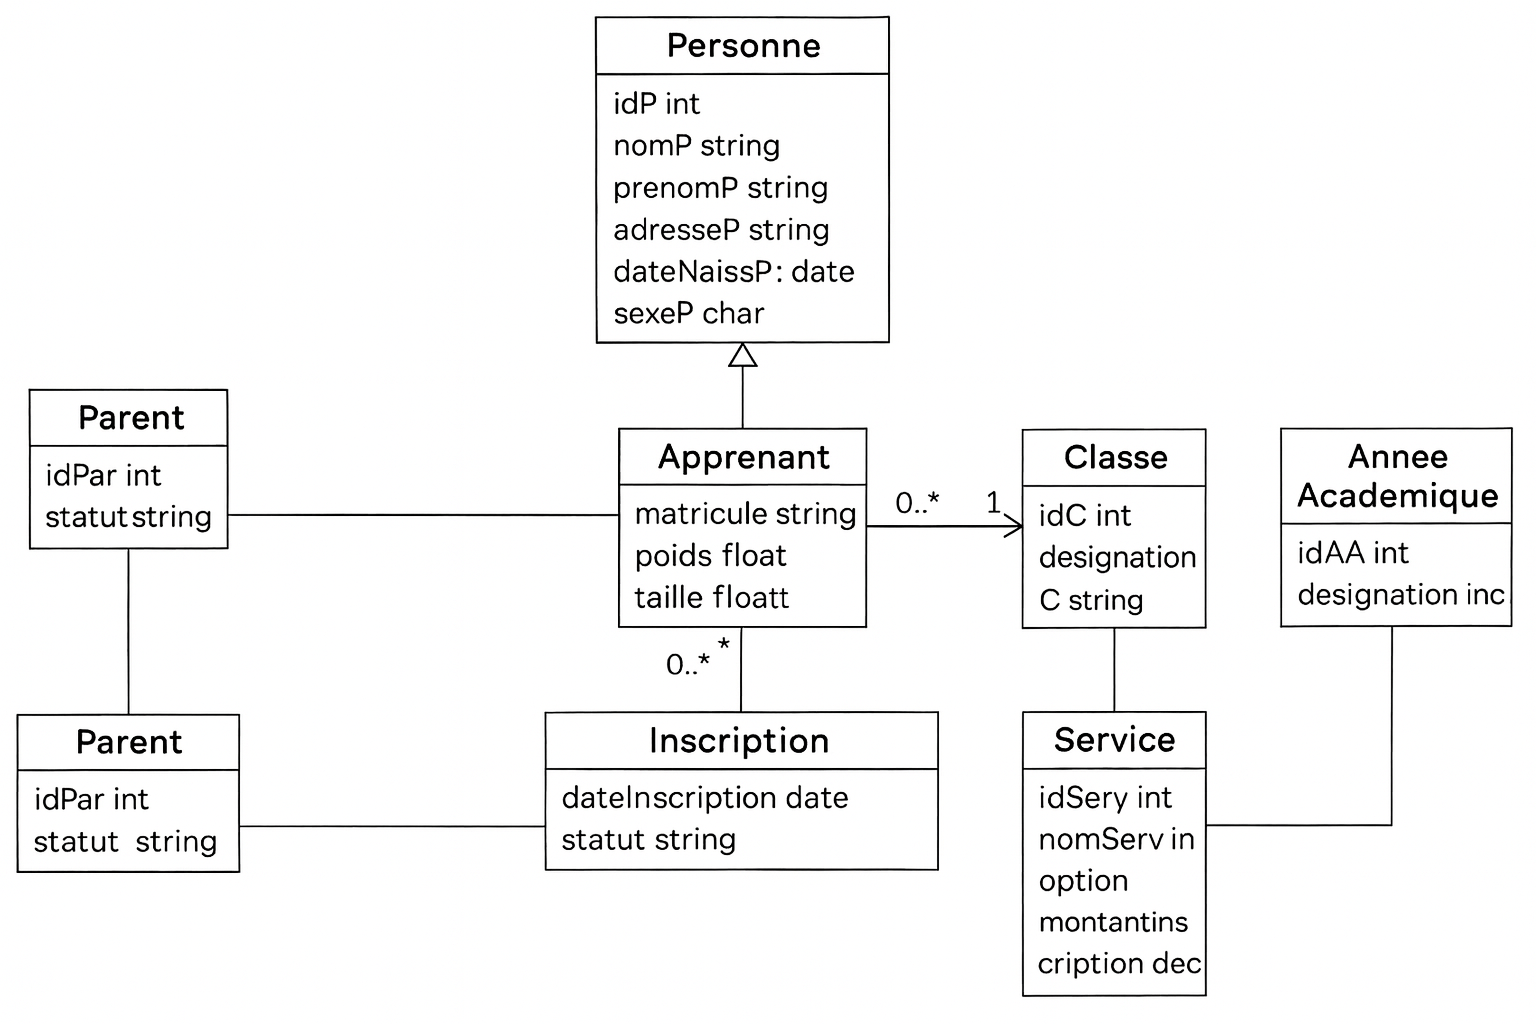 Personne
idP int
nomP string
prenomP string
adresseP string
dateNaissP: date
sexeP char
Parent
idPar int
statut string
Apprenant
matricule string
poids float
taille floatt
0..* 1
Classe
idC int
designation
C string
Annee
Academique
idAA int
designation inc
*
0..*
Parent
idPar int
statut string
Inscription
dateInscription date
statut string
Service
idSery int
nomServ in
option
montantins
cription dec